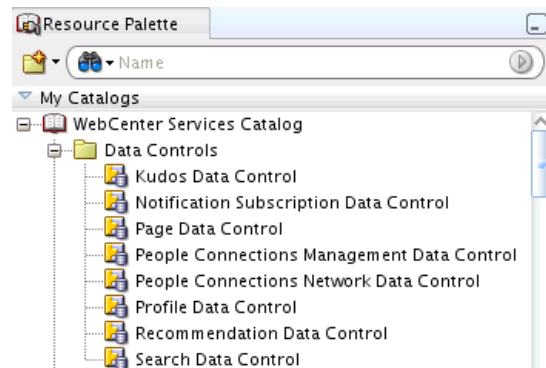 Resource Palette
Name
My Catalogs
WebCenter Services Catalog
Data Controls
Kudos Data Control
Notification Subscription Data Control
Page Data Control
People Connections Management Data Control
People Connections Network Data Control
Profile Data Control
Recommendation Data Control
Search Data Control